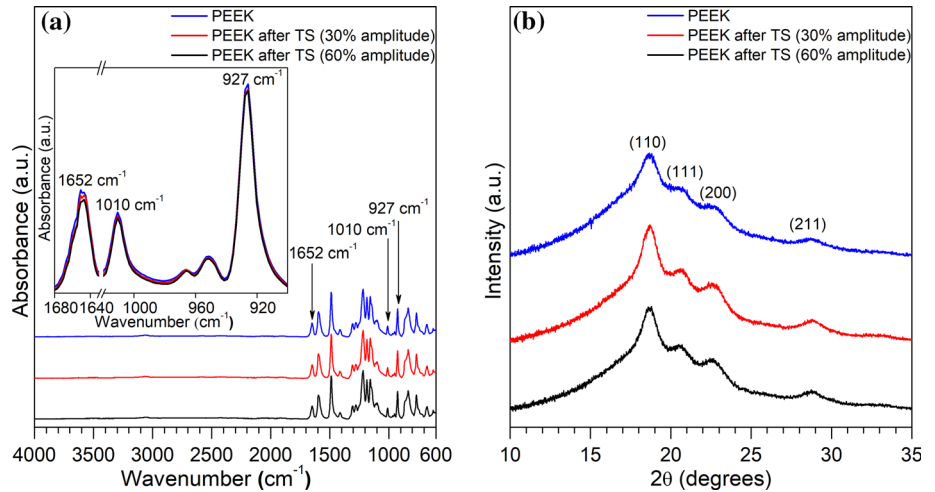 (a)
PEEK
PEEK after TS (30% amplitude)
PEEK after TS (60% amplitude)
927 cm-1
1652 cm-1
1010 cm-1
Absorbance (a.u.)
1680 1640 1000 960 920
Wavenumber (cm-1)
927 cm-1
1010 cm-1
1652 cm-1
Absorbance (a.u.)
4000 3000 2000 1000 600
Wavenumber (cm-1)
(b)
PEEK
PEEK after TS (30% amplitude)
PEEK after TS (60% amplitude)
(110)
(111)
(200)
(211)
Intensity (a.u.)
10 15 20 25 30 35
2θ (degrees)